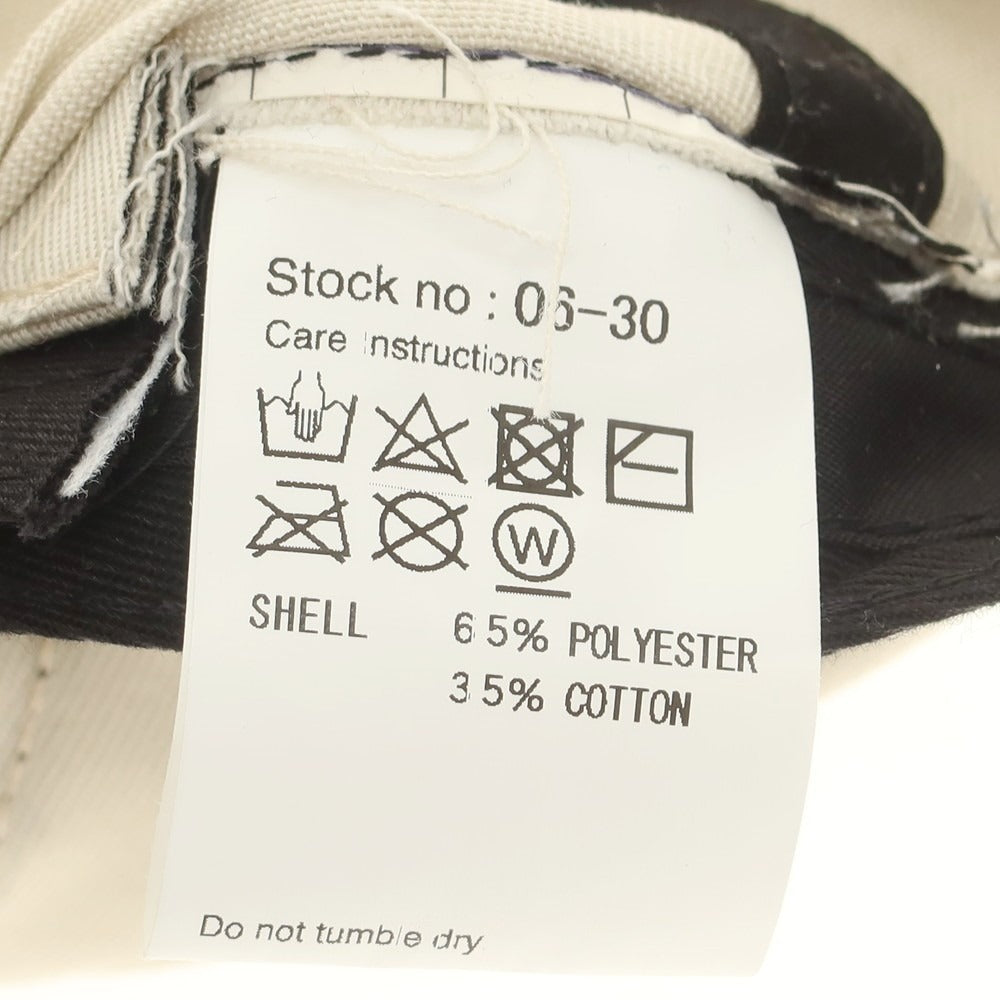 Stock no : 06-30
Care Instructions
W
SHELL 65% POLYESTER
35% COTTON
Do not tumble dry